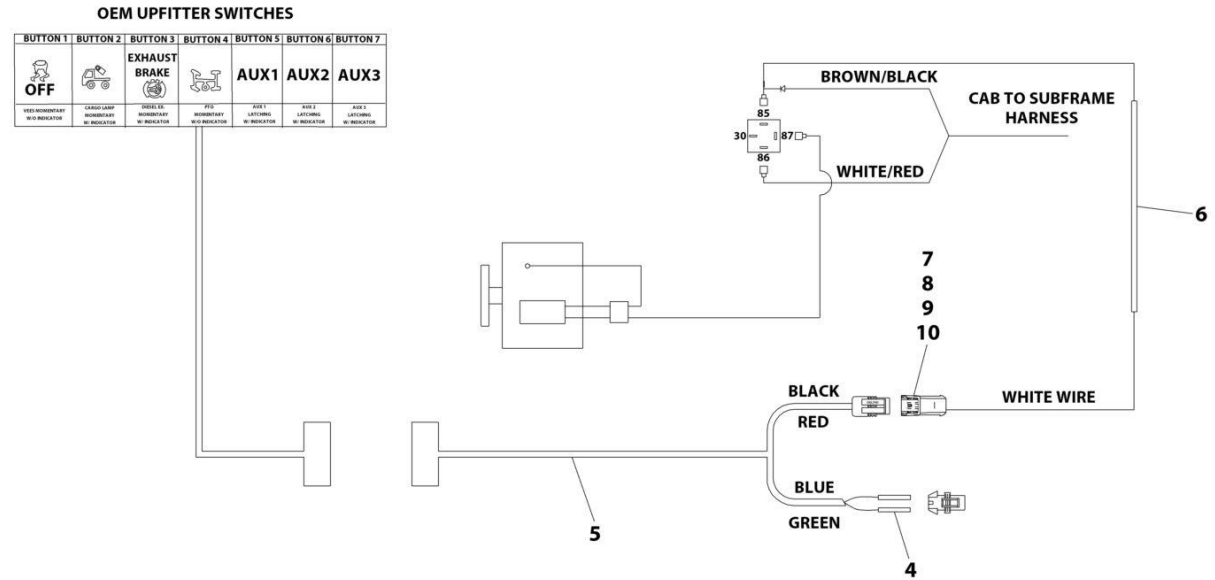 OEM UPFITTER SWITCHES
BUTTON 1 BUTTON 2 BUTTON 3 BUTTON 4 BUTTON 5 BUTTON 6 BUTTON 7
OFF
EXHAUST
BRAKE
AUX1 AUX2 AUX3
YEES MOMENTARY
W/O INDICATOR
CARGO LAMP
MOMENTARY
W/ INDICATOR
DIESEL EX.
MOMENTARY
W/ INDICATOR
PTO
MOMENTARY
W/O INDICATOR
AUX 1
LATCHING
W/ INDICATOR
AUX 2
LATCHING
W/ INDICATOR
AUX 3
LATCHING
W/ INDICATOR
BROWN/BLACK
CAB TO SUBFRAME
HARNESS
85
30
87
86
WHITE/RED
6
7
8
9
10
BLACK
RED
WHITE WIRE
BLUE
GREEN
5
4